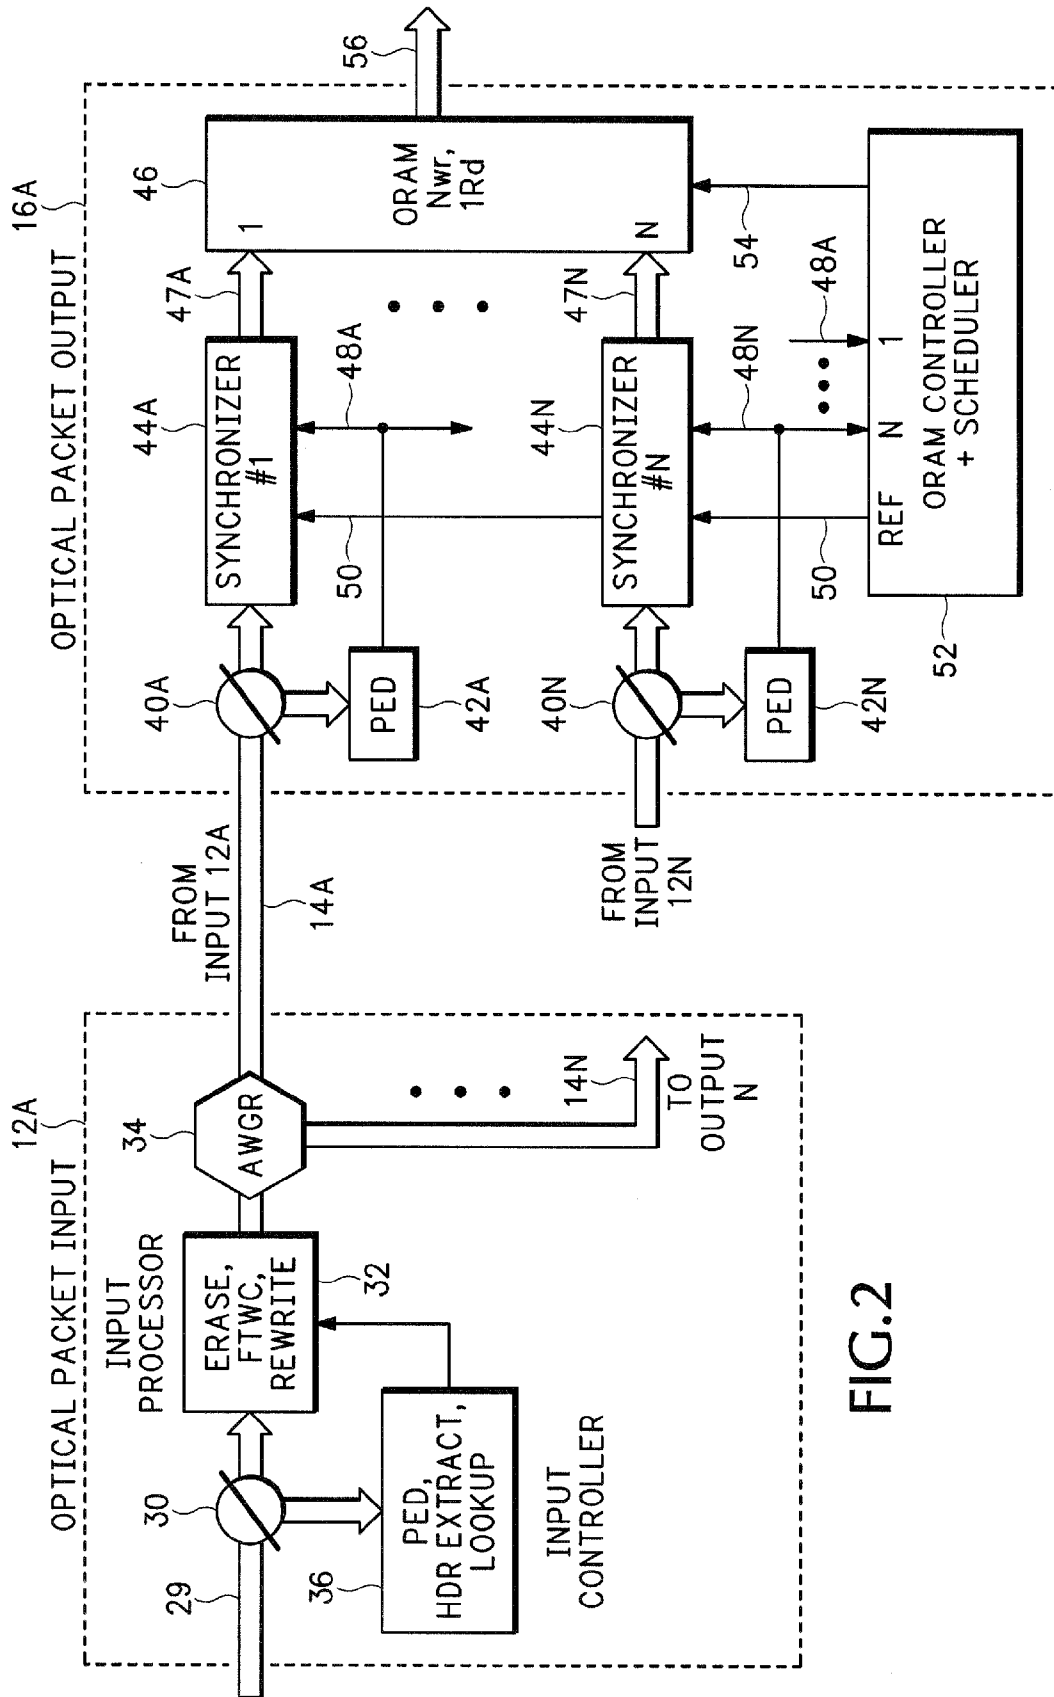 OPTICAL PACKET INPUT
12A
29
30
INPUT
PROCESSOR
ERASE,
FTWC,
REWRITE
32
34
AWGR
PED,
HDR EXTRACT,
LOOKUP
36
INPUT
CONTROLLER
14N
TO
OUTPUT
N
FROM
INPUT 12A
14A
OPTICAL PACKET OUTPUT
16A
40A
PED
42A
SYNCHRONIZER
#1
44A
47A
48A
50
46
1
ORAM
Nwr,
1Rd
N
56
FROM
INPUT
12N
40N
PED
42N
SYNCHRONIZER
#N
44N
47N
48N
48A
50
54
REF
N
1
ORAM CONTROLLER
+ SCHEDULER
52
FIG.2